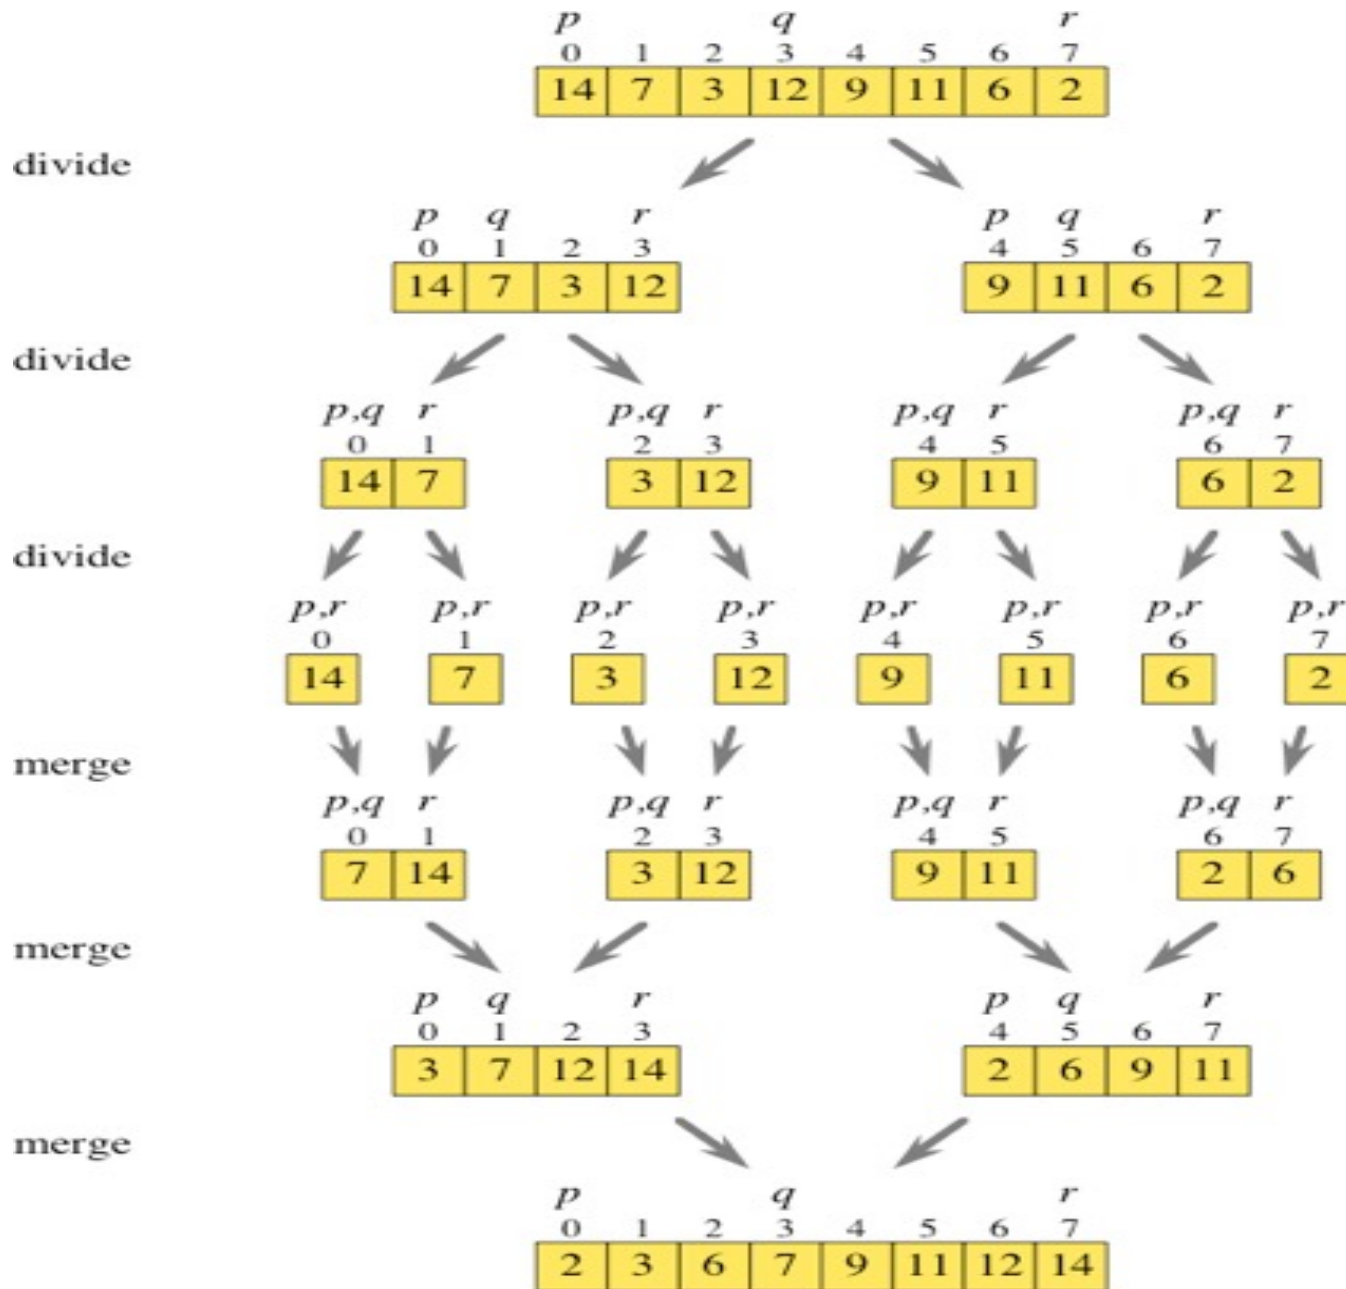 p q r
0 1 2 3 4 5 6 7
14 7 3 12 9 11 6 2
divide
p q r p q r
0 1 2 3 4 5 6 7
14 7 3 12 9 11 6 2
divide
p,q r p,q r p,q r p,q r
0 1 2 3 4 5 6 7
14 7 3 12 9 11 6 2
divide
p,r p,r p,r p,r p,r p,r p,r p,r
0 1 2 3 4 5 6 7
14 7 3 12 9 11 6 2
merge
p,q r p,q r p,q r p,q r
0 1 2 3 4 5 6 7
7 14 3 12 9 11 2 6
merge
p q r p q r
0 1 2 3 4 5 6 7
3 7 12 14 2 6 9 11
merge
p q r
0 1 2 3 4 5 6 7
2 3 6 7 9 11 12 14